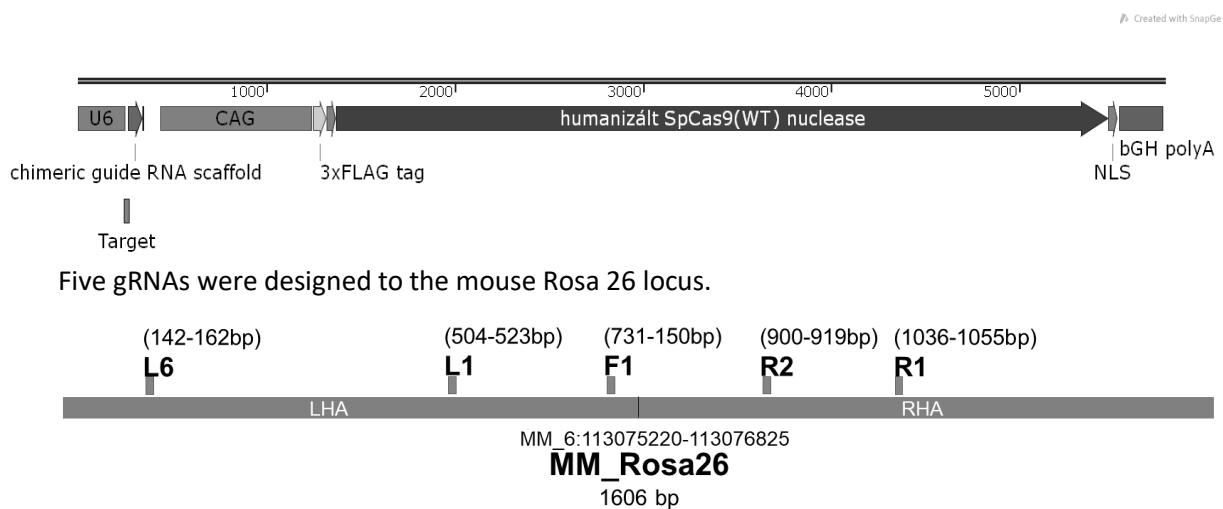 Created with SnapGe
1000 2000 3000 4000 5000
U6 CAG humanizált SpCas9(WT) nuclease
bGH polyA
chimeric guide RNA scaffold 3xFLAG tag NLS
Target
Five gRNAs were designed to the mouse Rosa 26 locus.
(142-162bp) (504-523bp) (731-150bp) (900-919bp) (1036-1055bp)
L6 L1 F1 R2 R1
LHA RHA
MM_6:113075220-113076825
MM_Rosa26
1606 bp